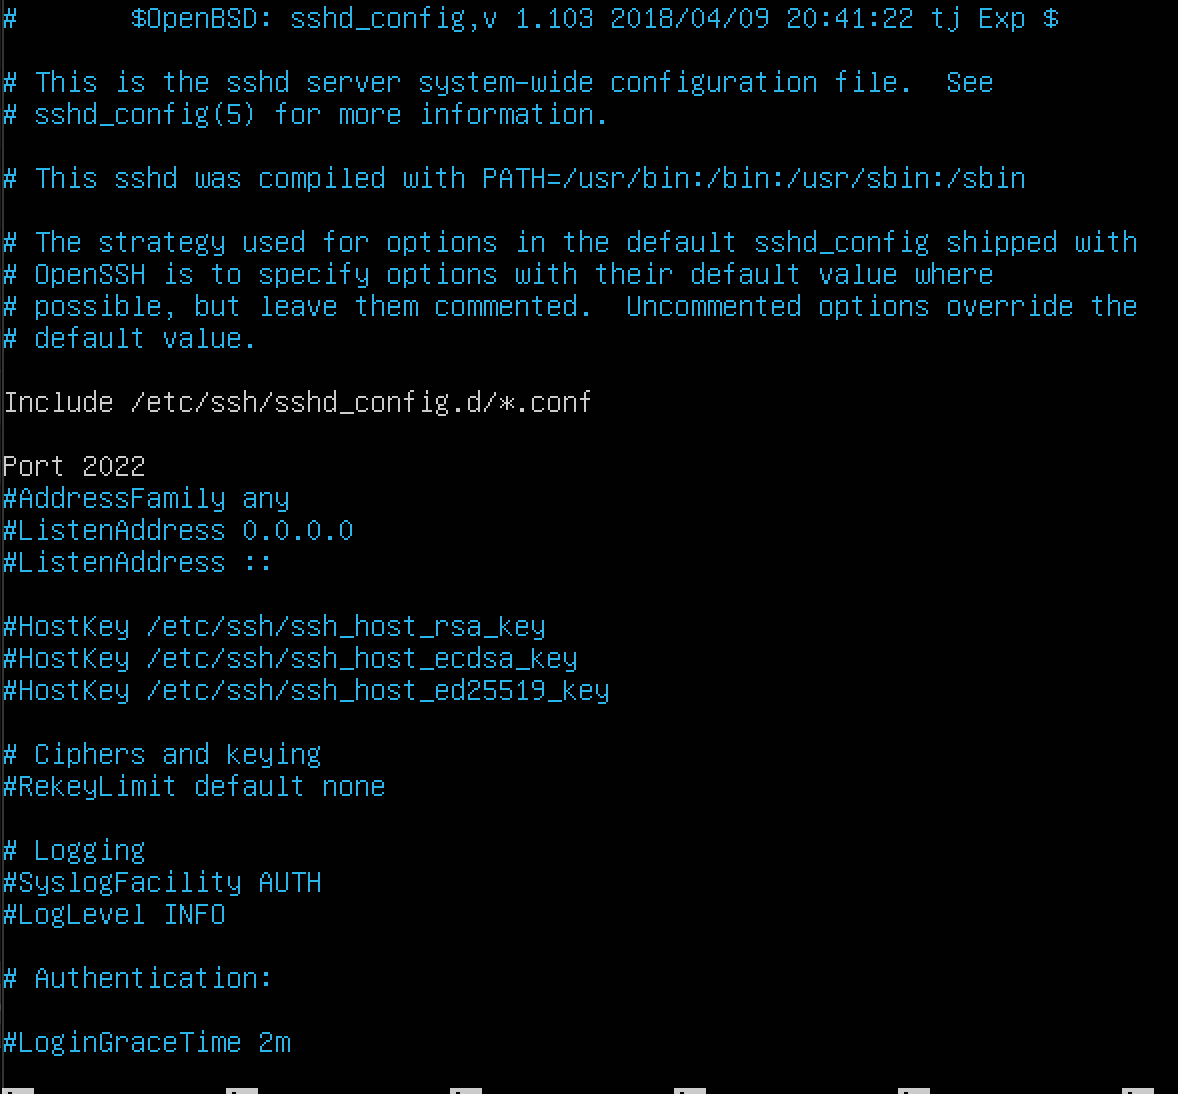 #       $OpenBSD: sshd_config,v 1.103 2018/04/09 20:41:22 tj Exp $
# This is the sshd server system-wide configuration file.  See
# sshd_config(5) for more information.
# This sshd was compiled with PATH=/usr/bin:/bin:/usr/sbin:/sbin
# The strategy used for options in the default sshd_config shipped with
# OpenSSH is to specify options with their default value where
# possible, but leave them commented.  Uncommented options override the
# default value.
Include /etc/ssh/sshd_config.d/*.conf
Port 2022
#AddressFamily any
#ListenAddress 0.0.0.0
#ListenAddress ::
#HostKey /etc/ssh/ssh_host_rsa_key
#HostKey /etc/ssh/ssh_host_ecdsa_key
#HostKey /etc/ssh/ssh_host_ed25519_key
# Ciphers and keying
#RekeyLimit default none
# Logging
#SyslogFacility AUTH
#LogLevel INFO
# Authentication:
#LoginGraceTime 2m